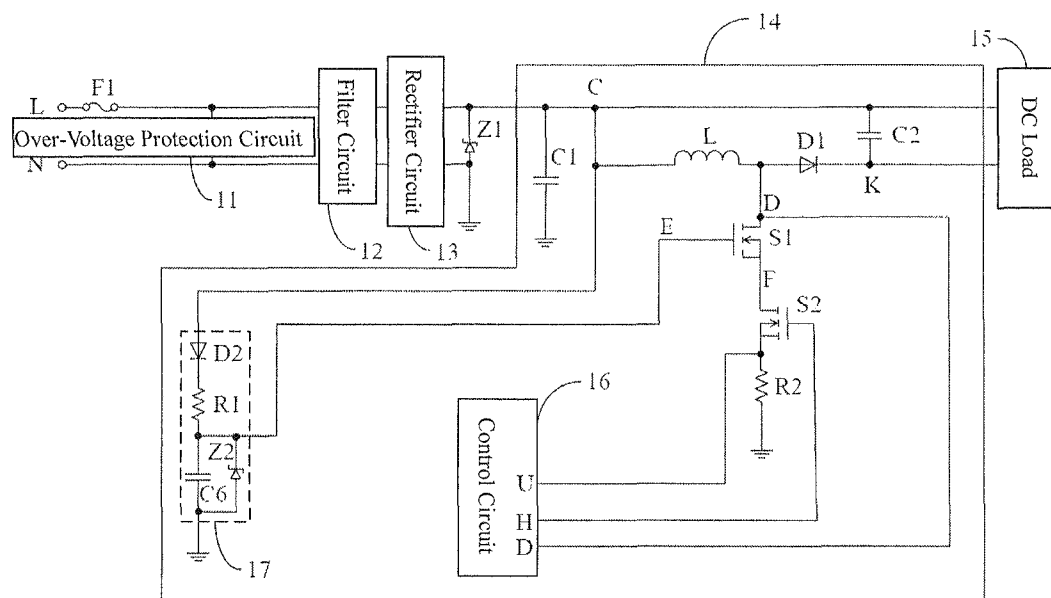 14
15
F1
L
N
Over-Voltage Protection Circuit
11
Filter Circuit
12
Rectifier Circuit
13
Z1
C1
C
L
D1
C2
K
DC Load
D
E
S1
F
S2
R2
D2
R1
Z2
C6
17
16
Control Circuit
U
H
D